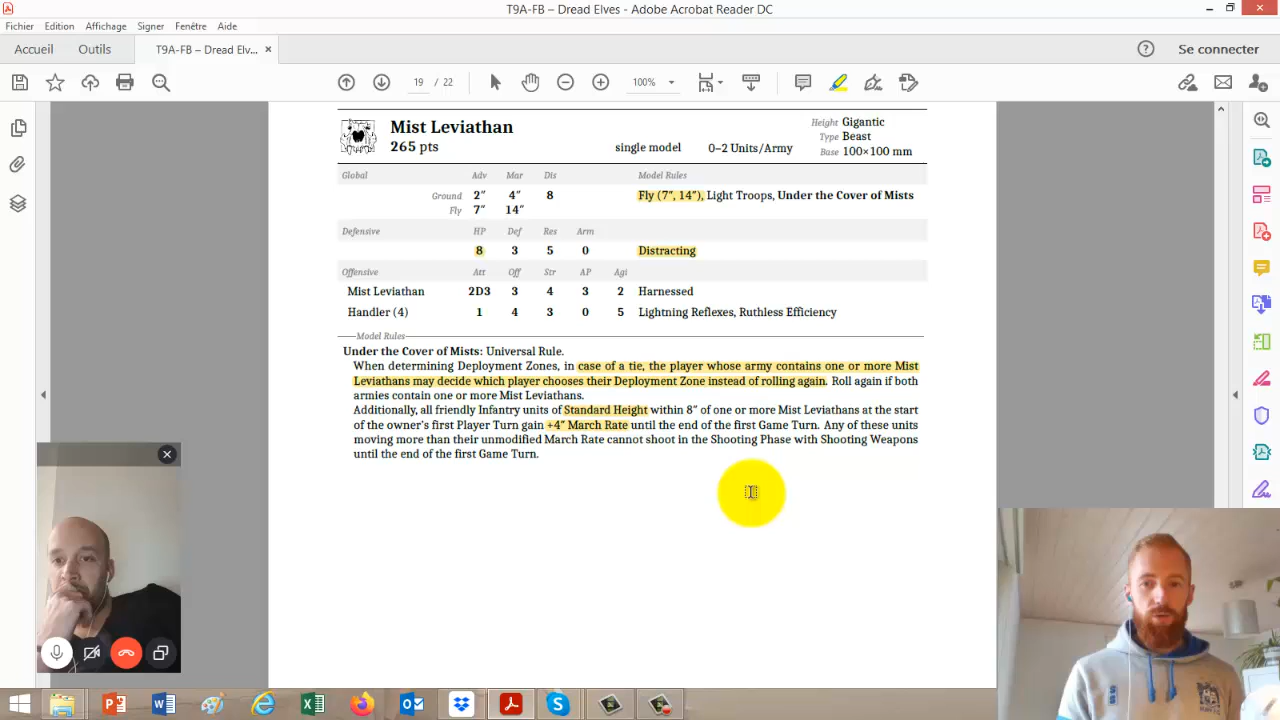 T9A-FB – Dread Elves - Adobe Acrobat Reader DC
Fichier Edition Affichage Signer Fenêtre Aide
Accueil Outils T9A-FB – Dread Elv... × Se connecter
19 / 22 100%
Mist Leviathan
265 pts single model 0–2 Units/Army
Height Gigantic
Type Beast
Base 100×100 mm
Global Adv Mar Dis Model Rules
Ground 2″ 4″ 8 Fly (7″, 14″), Light Troops, Under the Cover of Mists
Fly 7″ 14″
Defensive HP Def Res Arm
8 3 5 0 Distracting
Offensive Att Off Str AP Agi
Mist Leviathan 2D3 3 4 3 2 Harnessed
Handler (4) 1 4 3 0 5 Lightning Reflexes, Ruthless Efficiency
Model Rules
Under the Cover of Mists: Universal Rule.
When determining Deployment Zones, in case of a tie, the player whose army contains one or more Mist
Leviathans may decide which player chooses their Deployment Zone instead of rolling again. Roll again if both
armies contain one or more Mist Leviathans.
Additionally, all friendly Infantry units of Standard Height within 8″ of one or more Mist Leviathans at the start
of the owner's first Player Turn gain +4″ March Rate until the end of the first Game Turn. Any of these units
moving more than their unmodified March Rate cannot shoot in the Shooting Phase with Shooting Weapons
until the end of the first Game Turn.